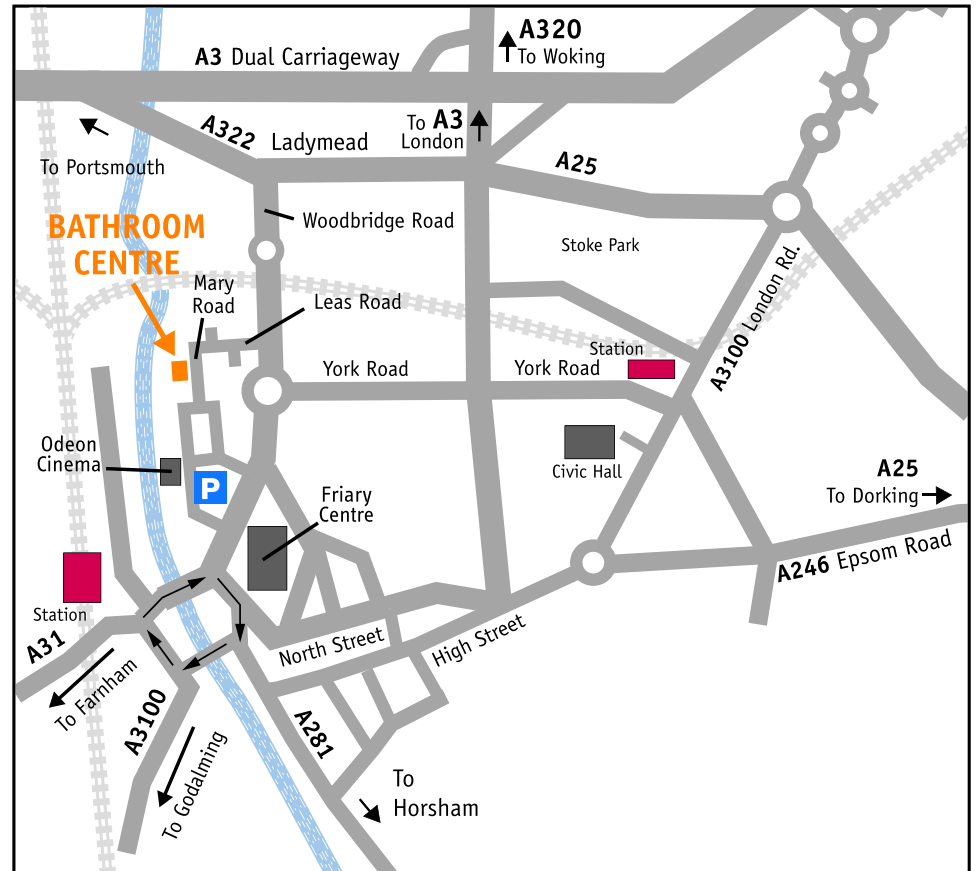 A320
To Woking
A3 Dual Carriageway
To A3
London
A322
Ladymead
A25
To Portsmouth
Woodbridge Road
BATHROOM
CENTRE
Stoke Park
Mary
Road
Leas Road
A3100 London Rd.
Station
York Road
York Road
Odeon
Cinema
Civic Hall
P
A25
To Dorking
Friary
Centre
A246 Epsom Road
Station
A31
North Street
High Street
To Farnham
A3100
A281
To Godalming
To
Horsham